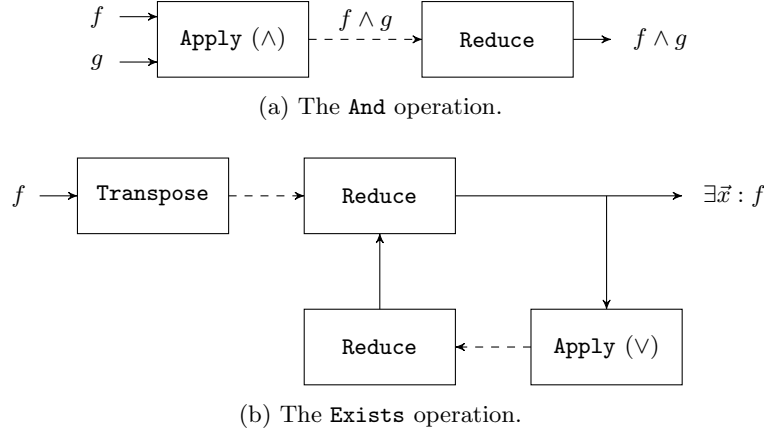 f
g
Apply (∧)
f ∧ g
Reduce
f ∧ g
(a) The And operation.
f
Transpose
Reduce
∃x⃗ : f
Reduce
Apply (∨)
(b) The Exists operation.